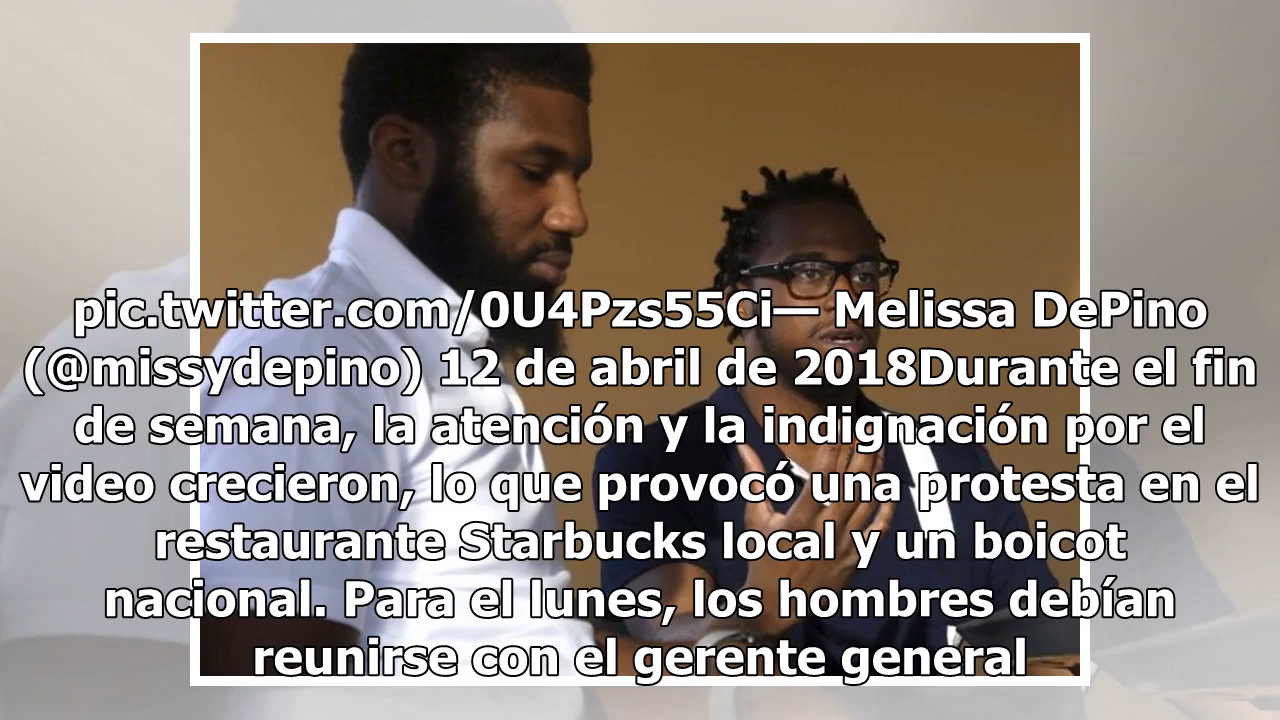 pic.twitter.com/0U4Pzs55Ci— Melissa DePino
(@missydepino) 12 de abril de 2018Durante el fin
de semana, la atención y la indignación por el
video crecieron, lo que provocó una protesta en el
restaurante Starbucks local y un boicot
nacional. Para el lunes, los hombres debían
reunirse con el gerente general